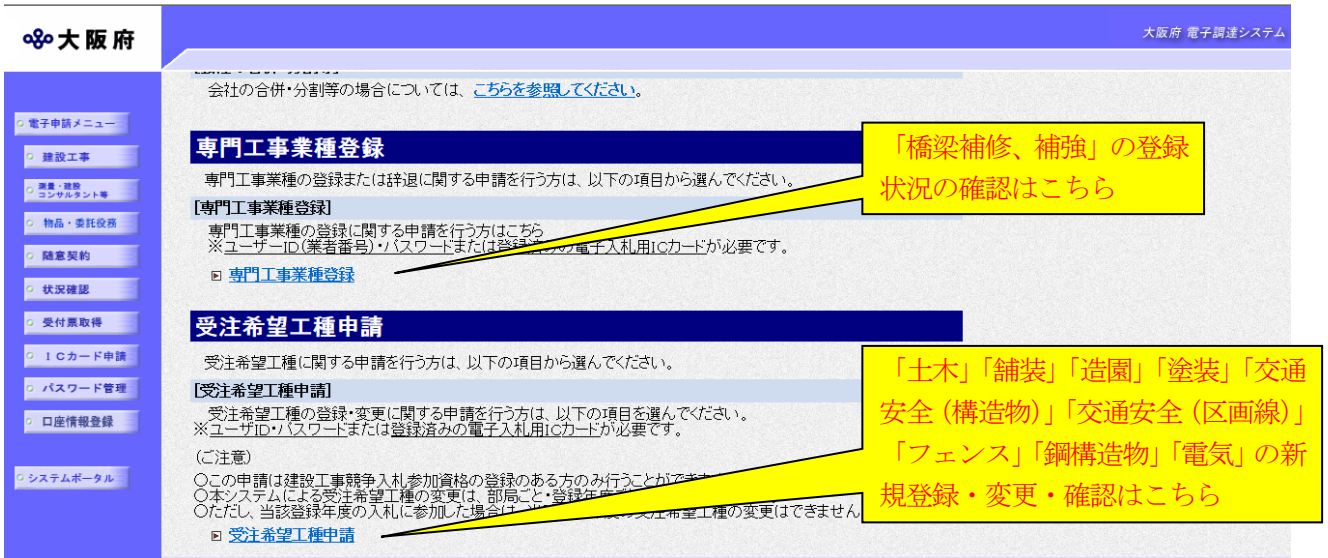 大阪府
大阪府 電子調達システム
電子申請メニュー
建設工事
測量・建設
コンサルタント等
物品・委託役務
随意契約
状況確認
受付票取得
ICカード申請
パスワード管理
口座情報登録
システムポータル
会社の合併・分割等の場合については、こちらを参照してください。
専門工事業種登録
専門工事業種の登録または辞退に関する申請を行う方は、以下の項目から選んでください。
[専門工事業種登録]
専門工事業種の登録に関する申請を行う方はこちら
※ユーザーID(業者番号)・パスワードまたは登録済みの電子入札用ICカードが必要です。
専門工事業種登録
「橋梁補修、補強」の登録
状況の確認はこちら
受注希望工種申請
受注希望工種に関する申請を行う方は、以下の項目から選んでください。
[受注希望工種申請]
受注希望工種の登録・変更に関する申請を行う方は、以下の項目を選んでください。
※ユーザID・パスワードまたは登録済みの電子入札用ICカードが必要です。
(ご注意)
○この申請は建設工事競争入札参加資格の登録のある方のみ行うことができ
○本システムによる受注希望工種の変更は、部局ごと・登録年度
○ただし、当該登録年度の入札に参加した場合は、受注希望工種の変更はできません
受注希望工種申請
「土木」「舗装」「造園」「塗装」「交通
安全（構造物）」「交通安全（区画線）」
「フェンス」「鋼構造物」「電気」の新
規登録・変更・確認はこちら